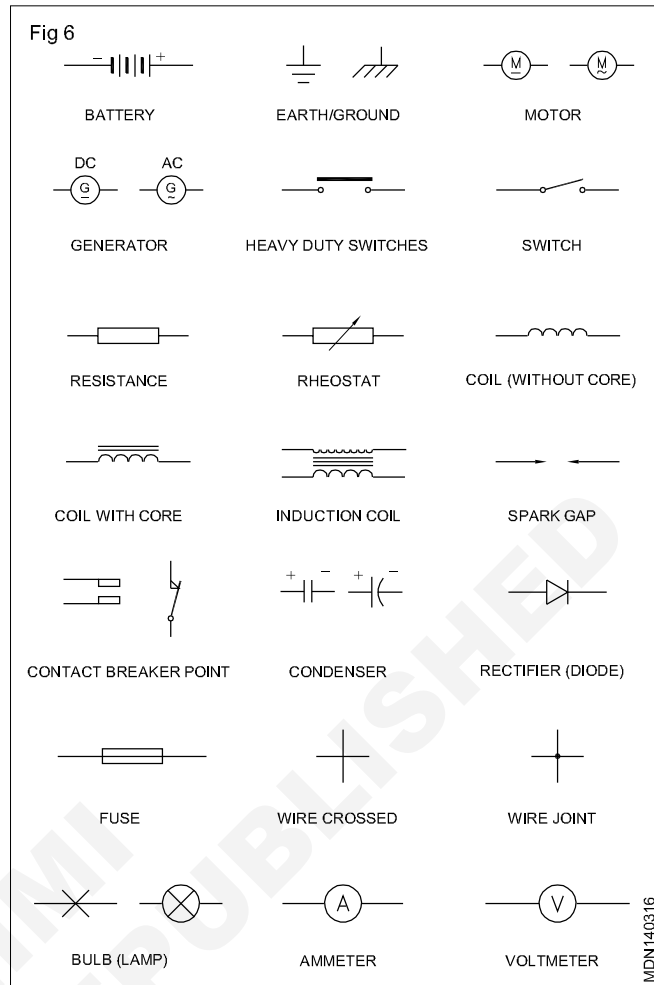 Fig 6
- +
M M
~
BATTERY EARTH/GROUND MOTOR
DC AC
G G
~
GENERATOR HEAVY DUTY SWITCHES SWITCH
RESISTANCE RHEOSTAT COIL (WITHOUT CORE)
COIL WITH CORE INDUCTION COIL SPARK GAP
+ - + -
CONTACT BREAKER POINT CONDENSER RECTIFIER (DIODE)
FUSE WIRE CROSSED WIRE JOINT
A V
BULB (LAMP) AMMETER VOLTMETER
MDN140316